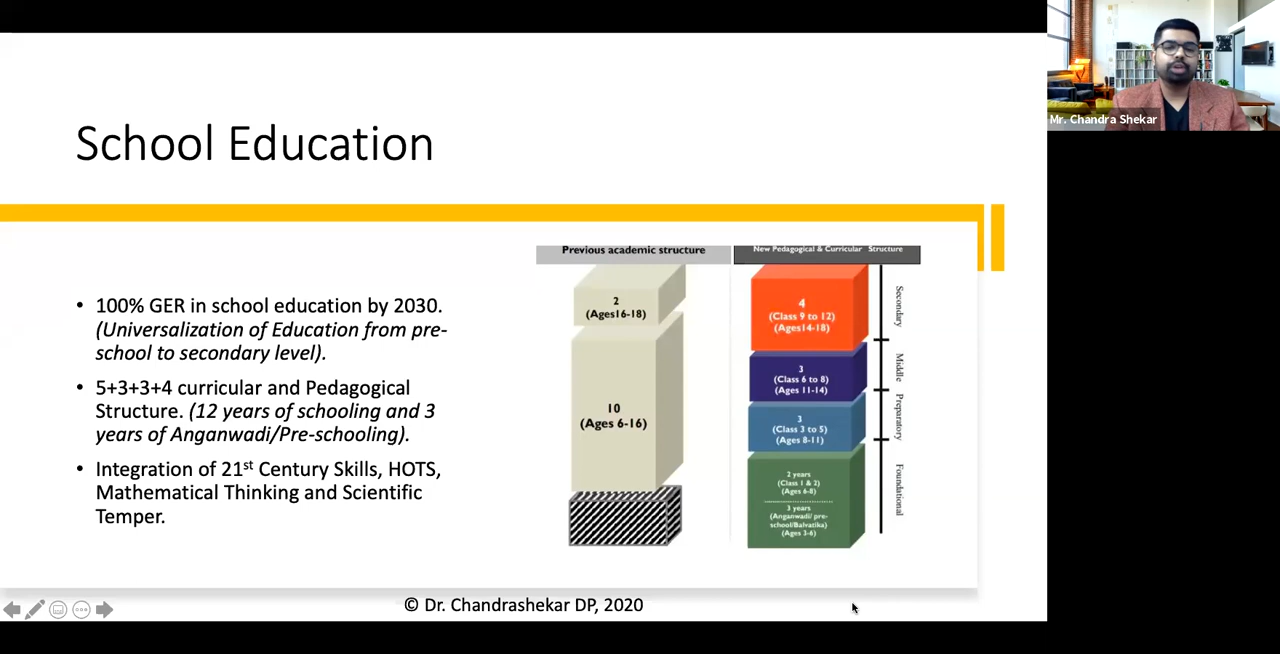 Mr. Chandra Shekar
School Education
• 100% GER in school education by 2030.
(Universalization of Education from pre-
school to secondary level).
• 5+3+3+4 curricular and Pedagogical
Structure. (12 years of schooling and 3
years of Anganwadi/Pre-schooling).
• Integration of 21st Century Skills, HOTS,
Mathematical Thinking and Scientific
Temper.
Previous academic structure
2
(Ages16-18)
10
(Ages 6-16)
New Pedagogical & Curricular Structure
4
(Class 9 to 12)
(Ages14-18)
3
(Class 6 to 8)
(Ages 11-14)
3
(Class 3 to 5)
(Ages 8-11)
2 years
(Class 1 & 2)
(Ages 6-8)
3 years
(Anganwadi/ pre-
school/Balvatika)
(Ages 3-6)
Secondary
Middle
Preparatory
Foundational
© Dr. Chandrashekar DP, 2020